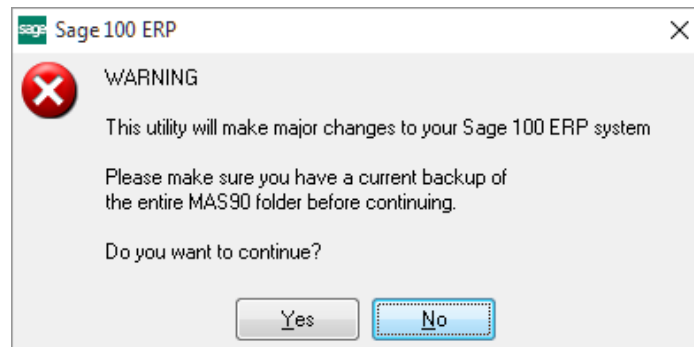 sage Sage 100 ERP
WARNING
This utility will make major changes to your Sage 100 ERP system
Please make sure you have a current backup of
the entire MAS90 folder before continuing.
Do you want to continue?
Yes No